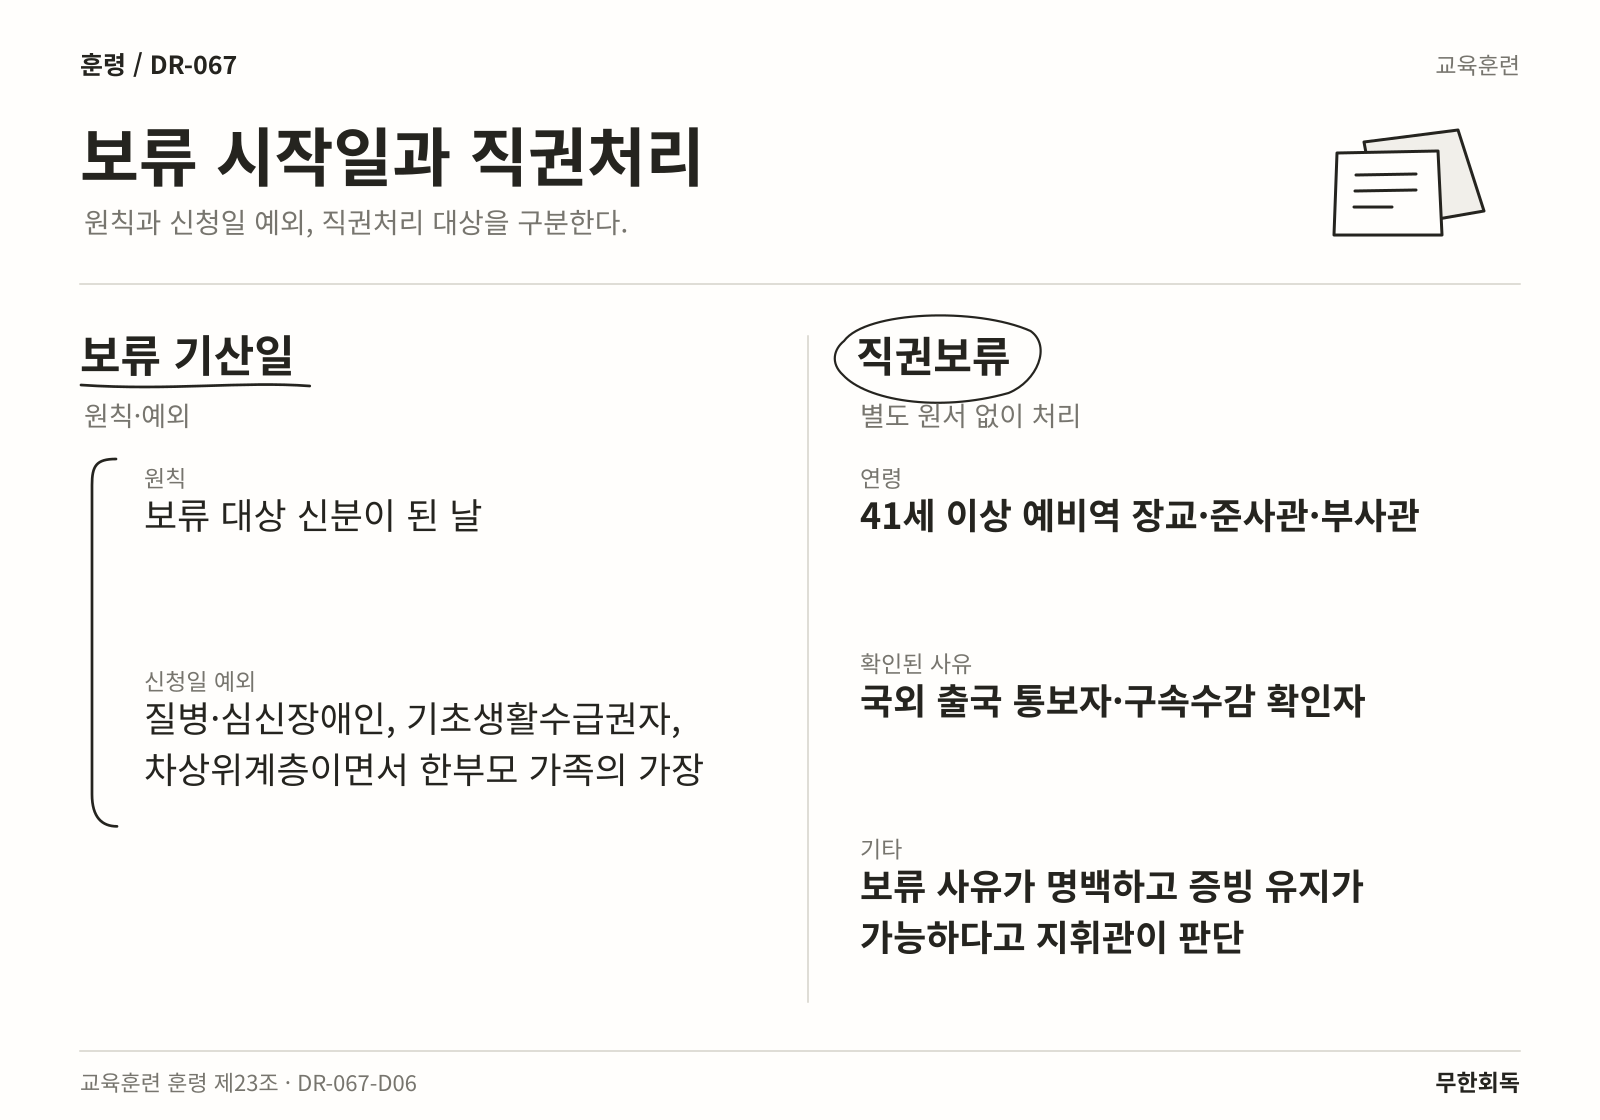 훈령 / DR-067
교육훈련
보류 시작일과 직권처리
원칙과 신청일 예외, 직권처리 대상을 구분한다.
보류 기산일
원칙·예외
원칙
보류 대상 신분이 된 날
신청일 예외
질병·심신장애인, 기초생활수급권자,
차상위계층이면서 한부모 가족의 가장
직권보류
별도 원서 없이 처리
연령
41세 이상 예비역 장교·준사관·부사관
확인된 사유
국외 출국 통보자·구속수감 확인자
기타
보류 사유가 명백하고 증빙 유지가
가능하다고 지휘관이 판단
교육훈련 훈령 제23조 · DR-067-D06
무한회독